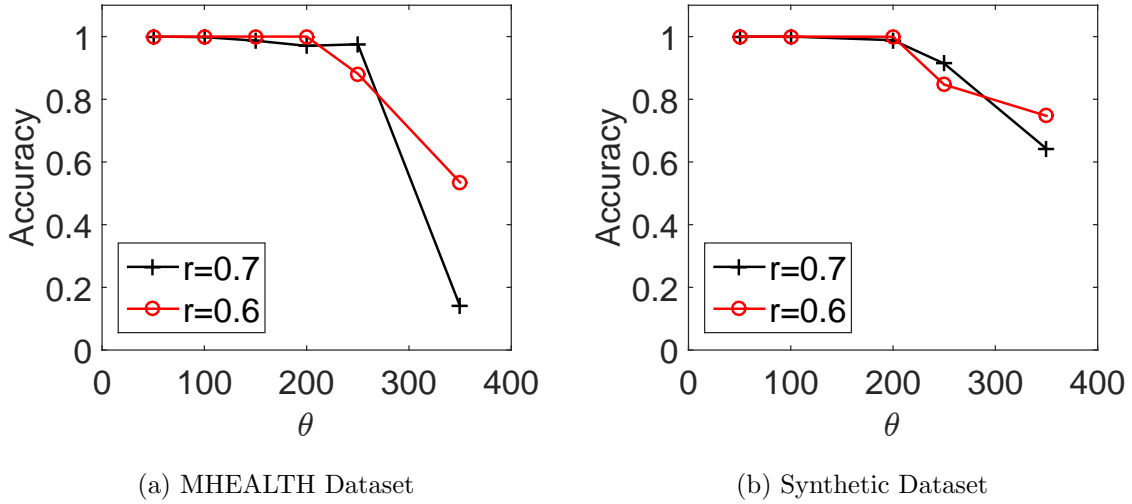 Accuracy
1
0.8
0.6
0.4
0.2
0
r=0.7
r=0.6
0 100 200 300 400
θ
(a) MHEALTH Dataset
Accuracy
1
0.8
0.6
0.4
0.2
0
r=0.7
r=0.6
0 100 200 300 400
θ
(b) Synthetic Dataset